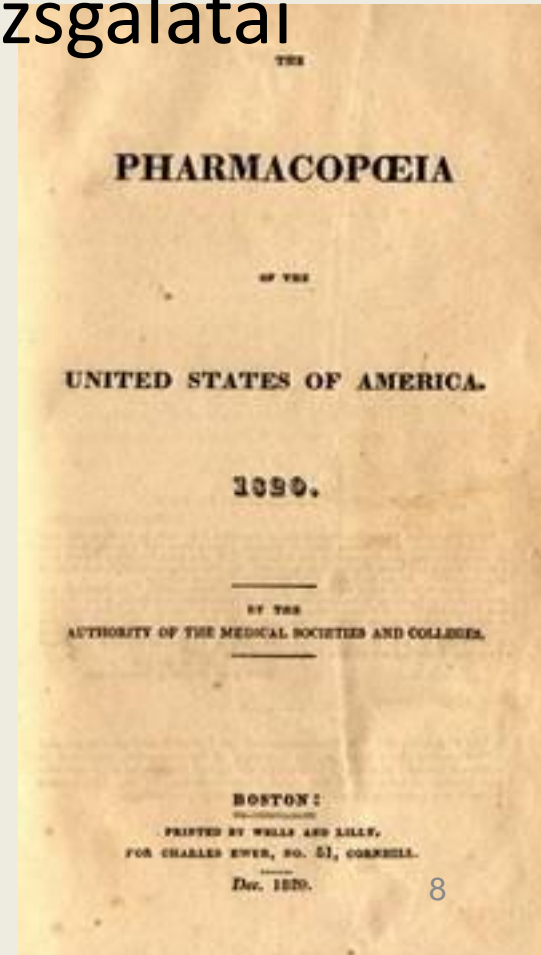 zsgálatai
THE
PHARMACOPŒIA
OF THE
UNITED STATES OF AMERICA.
1820.
BY THE
AUTHORITY OF THE MEDICAL SOCIETIES AND COLLEGES.
BOSTON:
PRINTED BY WELLS AND LILLY,
FOR CHARLES EWER, NO. 51, CORNHILL.
Dec. 1820.
8